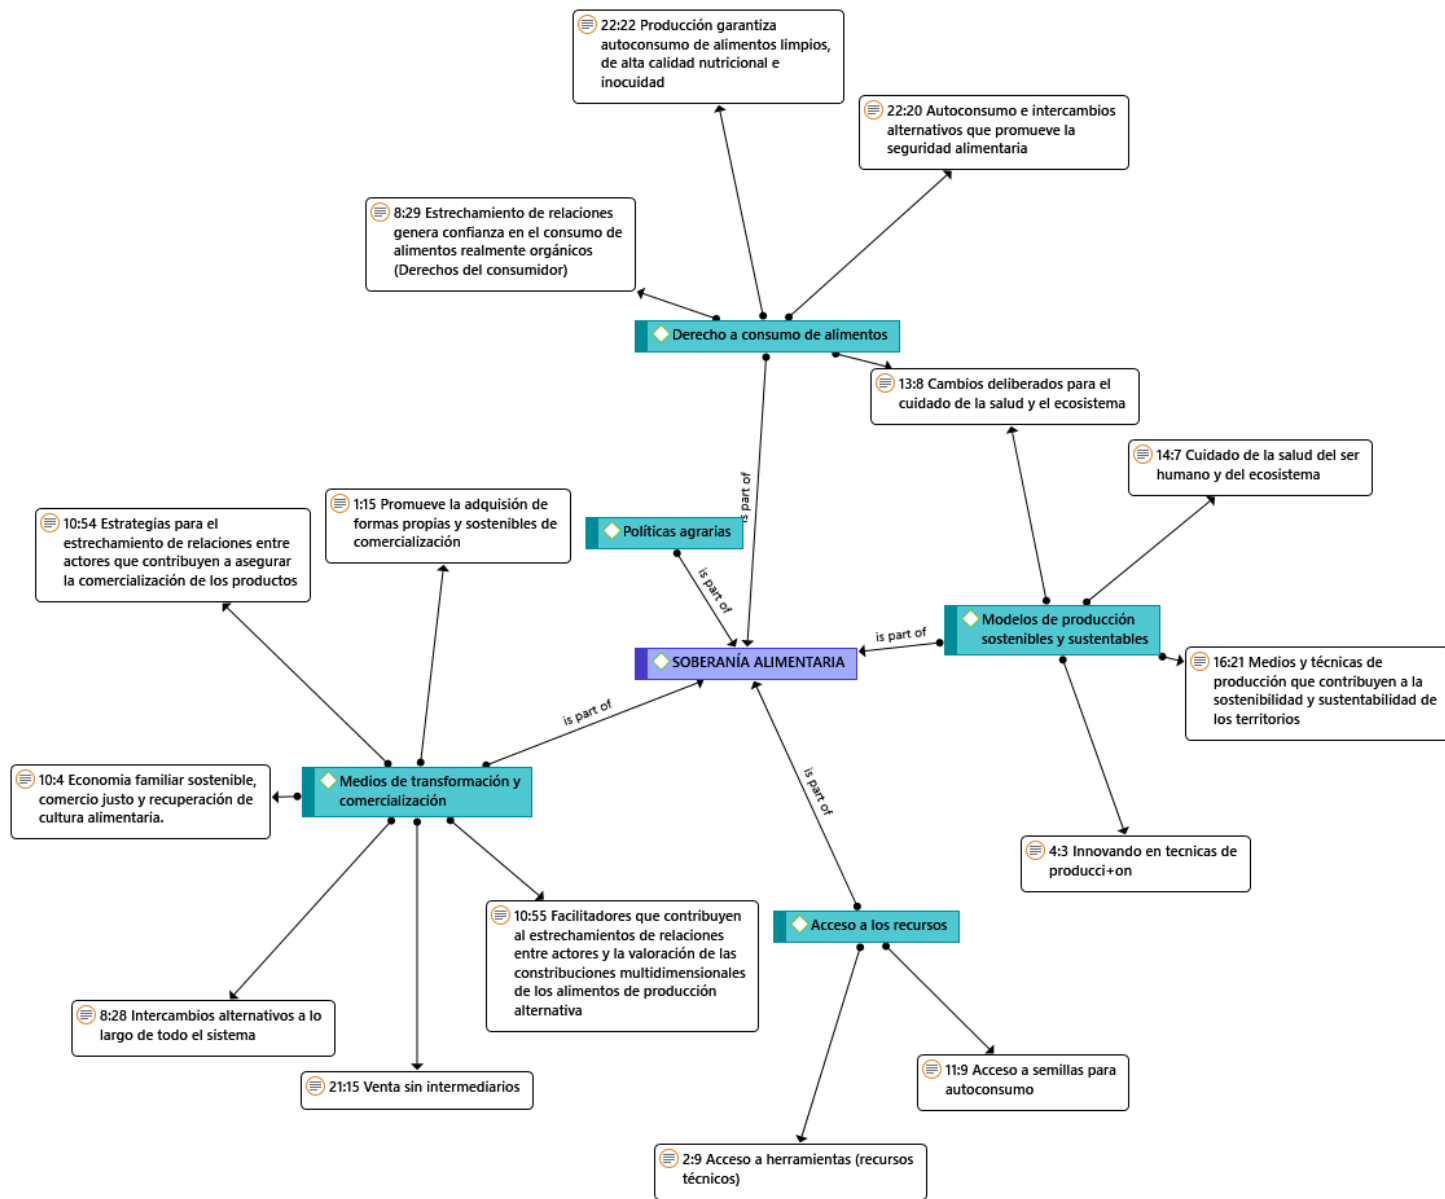 22:22 Producción garantiza
autoconsumo de alimentos limpios,
de alta calidad nutricional e
inocuidad
22:20 Autoconsumo e intercambios
alternativos que promueve la
seguridad alimentaria
8:29 Estrechamiento de relaciones
genera confianza en el consumo de
alimentos realmente orgánicos
(Derechos del consumidor)
Derecho a consumo de alimentos
13:8 Cambios deliberados para el
cuidado de la salud y el ecosistema
14:7 Cuidado de la salud del ser
humano y del ecosistema
is part of
1:15 Promueve la adquisión de
formas propias y sostenibles de
comercialización
10:54 Estrategias para el
estrechamiento de relaciones entre
actores que contribuyen a asegurar
la comercialización de los productos
Políticas agrarias
is part of
Modelos de producción
sostenibles y sustentables
is part of
SOBERANÍA ALIMENTARIA
16:21 Medios y técnicas de
producción que contribuyen a la
sostenibilidad y sustentabilidad de
los territorios
is part of
10:4 Economia familiar sostenible,
comercio justo y recuperación de
cultura alimentaria.
Medios de transformación y
comercialización
is part of
4:3 Innovando en tecnicas de
producci+on
10:55 Facilitadores que contribuyen
al estrechamientos de relaciones
entre actores y la valoración de las
constribuciones multidimensionales
de los alimentos de producción
alternativa
Acceso a los recursos
8:28 Intercambios alternativos a lo
largo de todo el sistema
21:15 Venta sin intermediarios
11:9 Acceso a semillas para
autoconsumo
2:9 Acceso a herramientas (recursos
técnicos)